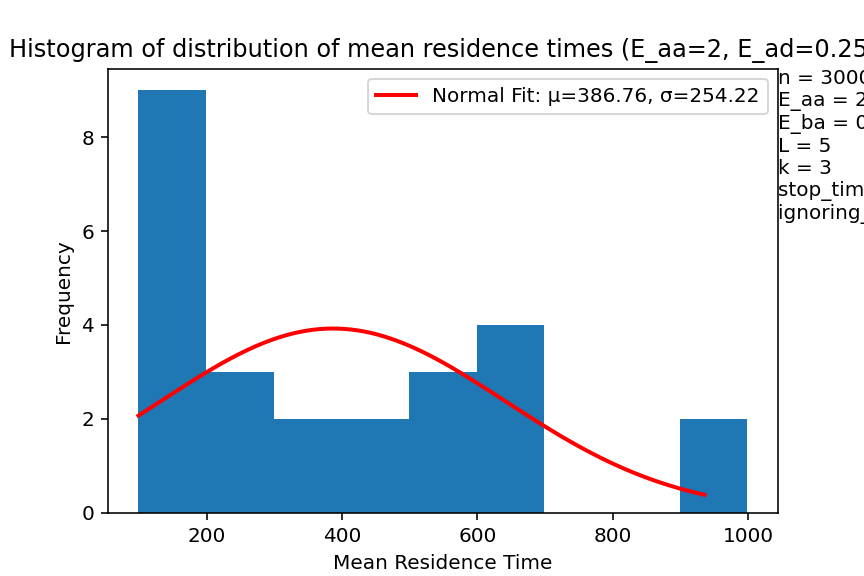 Histogram of distribution of mean residence times (E_aa=2, E_ad=0.25
Normal Fit: μ=386.76, σ=254.22
n = 3000
E_aa = 2
E_ba = 0
L = 5
k = 3
stop_tim
ignoring_
Frequency
8
6
4
2
0
200 400 600 800 1000
Mean Residence Time